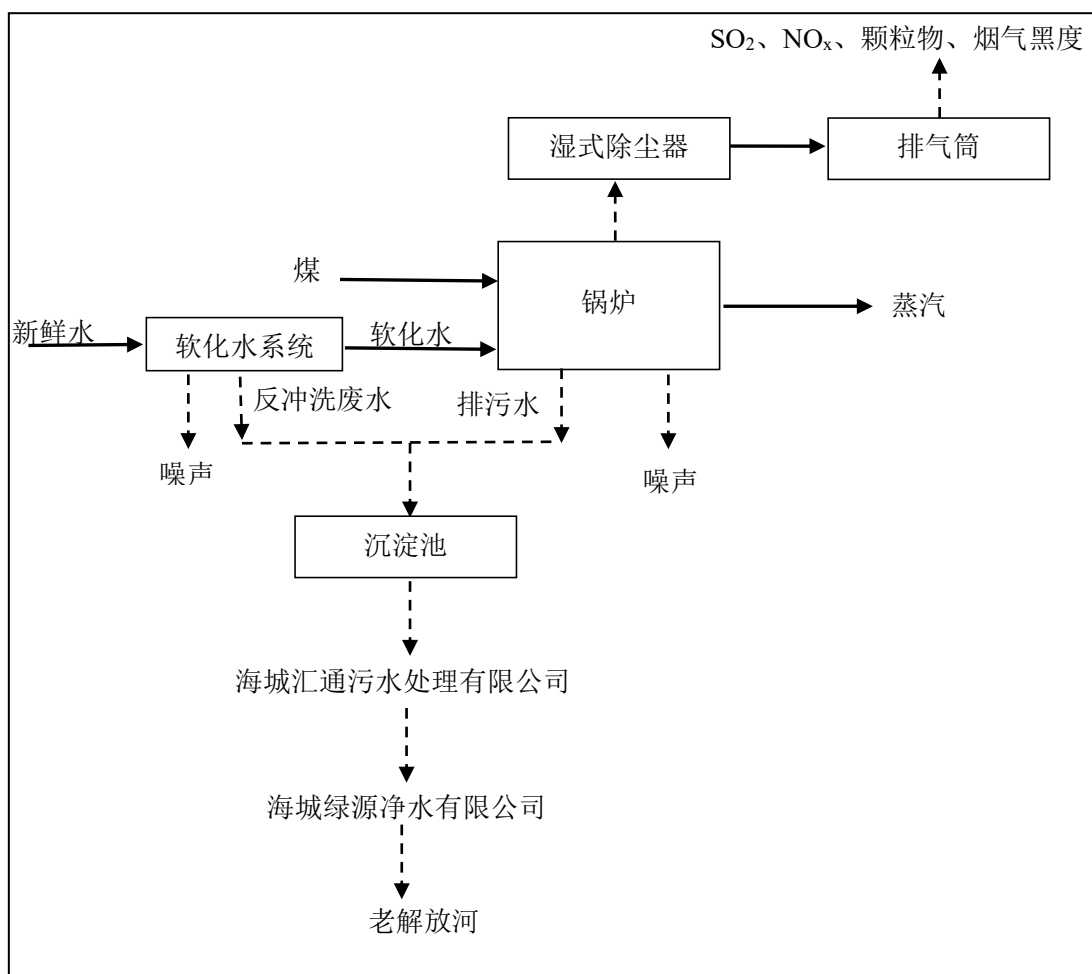 SO₂、NOₓ、颗粒物、烟气黑度
湿式除尘器
排气筒
煤
锅炉
蒸汽
新鲜水
软化水系统
软化水
反冲洗废水
排污水
噪声
噪声
沉淀池
海城汇通污水处理有限公司
海城绿源净水有限公司
老解放河